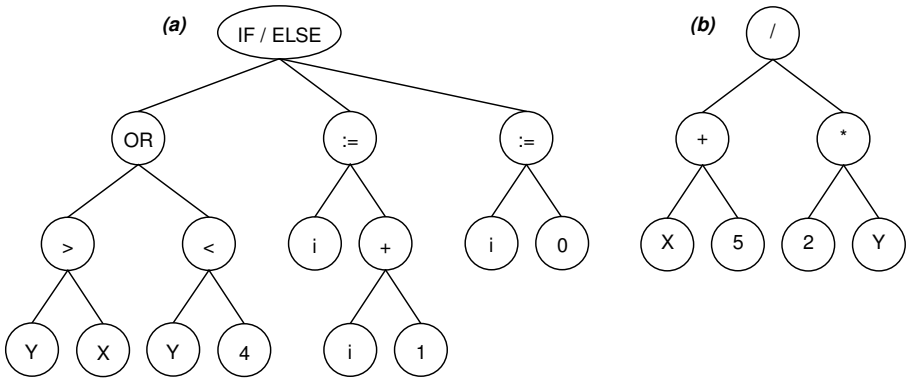 (a) IF / ELSE (b) /
OR := := + *
> < i + i 0 X 5 2 Y
Y X Y 4 i 1